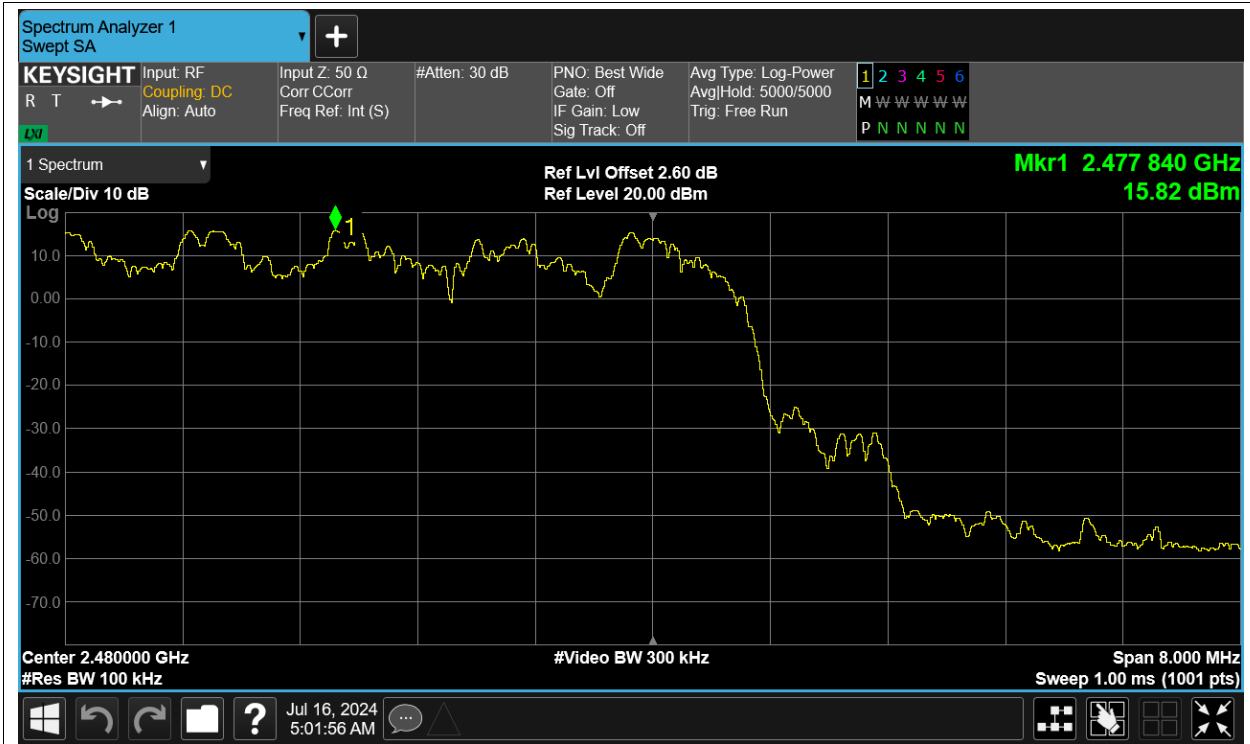 Spectrum Analyzer 1
Swept SA
KEYSIGHT
R T
LXI
Input: RF
Coupling: DC
Align: Auto
Input Z: 50 Ω
Corr CCorr
Freq Ref: Int (S)
#Atten: 30 dB
PNO: Best Wide
Gate: Off
IF Gain: Low
Sig Track: Off
Avg Type: Log-Power
Avg|Hold: 5000/5000
Trig: Free Run
1 2 3 4 5 6
M W W W W W
P N N N N N
1 Spectrum
Scale/Div 10 dB
Log
Ref Lvl Offset 2.60 dB
Ref Level 20.00 dBm
Mkr1 2.477 840 GHz
15.82 dBm
1
10.0
0.00
-10.0
-20.0
-30.0
-40.0
-50.0
-60.0
-70.0
Center 2.480000 GHz
#Res BW 100 kHz
#Video BW 300 kHz
Span 8.000 MHz
Sweep 1.00 ms (1001 pts)
?
Jul 16, 2024
5:01:56 AM